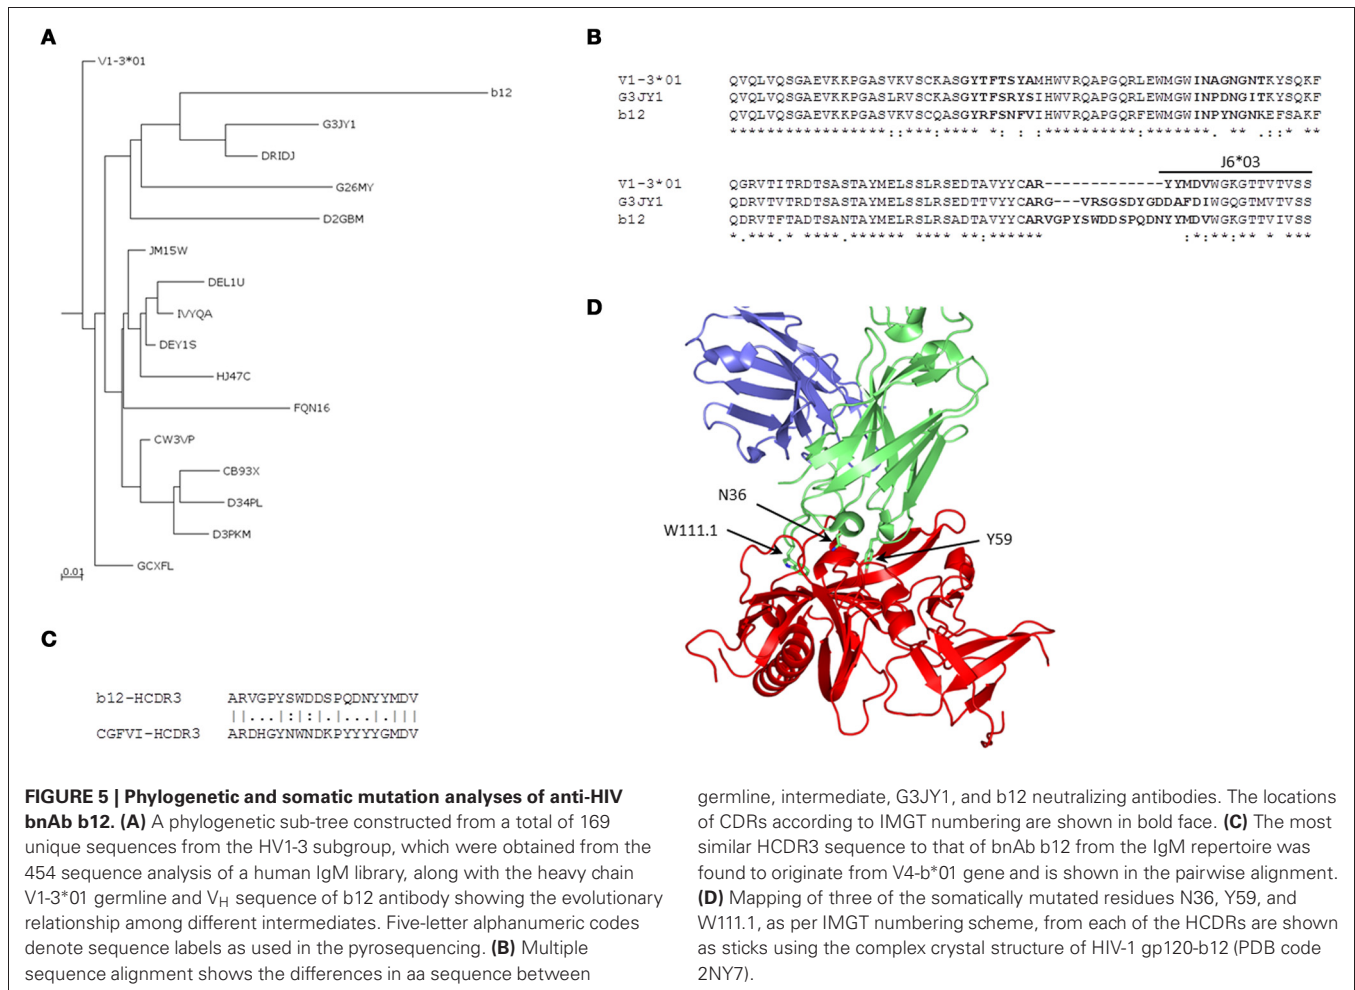 A
V1-3*01
b12
G3JY1
DRIDJ
G26MY
D2GBM
JM15W
DEL1U
IVYQA
DEY1S
HJ47C
FQN16
CW3VP
CB93X
D34PL
D3PKM
GCXFL
0.01
B
V1-3*01 QVQLVQSGAEVKKPGASVKVSCKASGYTFTSYAMHWVRQAPGQRLEWMGWINAGNGNTKYSQKF
G3JY1 QVQLVQSGAEVKKPGASLRVSCKASGYTFSRYSIHWVRQAPGQRLEWMGWINPDNGITKYSQKF
b12 QVQLVQSGAEVKKPGASVKVSCQASGYRFSNFVIHWVRQAPGQRFEWMGWINPYNGNKEFSAKF
*****************::***.**** *: : :*********:*******. ** .::* **
J6*03
V1-3*01 QGRVTITRDTSASTAYMELSSLRSEDTAVYYCAR-------------YYMDVWGKGTTVTVSS
G3JY1 QDRVTVTRDTSASTAYMELSSLRSEDTAVYYCARG---VRSGSDYGDDAFDIWGQGTMVTVSS
b12 QDRVTFTADTSANTAYMELRSLRSADTAVYYCARVGPYSWDDSPQDNYYMDVWGKGTTVIVSS
*.***.* ****.****** **** ********* :*:**:** * ***
C
b12-HCDR3 ARVGPYSWDDSPQDNYYMDV
||...|:|:|.|...|.|||
CGFVI-HCDR3 ARDHGYNWNDKPYYYYGMDV
D
N36
W111.1
Y59
FIGURE 5 | Phylogenetic and somatic mutation analyses of anti-HIV
bnAb b12. (A) A phylogenetic sub-tree constructed from a total of 169
unique sequences from the HV1-3 subgroup, which were obtained from the
454 sequence analysis of a human IgM library, along with the heavy chain
V1-3*01 germline and VH sequence of b12 antibody showing the evolutionary
relationship among different intermediates. Five-letter alphanumeric codes
denote sequence labels as used in the pyrosequencing. (B) Multiple
sequence alignment shows the differences in aa sequence between
germline, intermediate, G3JY1, and b12 neutralizing antibodies. The locations
of CDRs according to IMGT numbering are shown in bold face. (C) The most
similar HCDR3 sequence to that of bnAb b12 from the IgM repertoire was
found to originate from V4-b*01 gene and is shown in the pairwise alignment.
(D) Mapping of three of the somatically mutated residues N36, Y59, and
W111.1, as per IMGT numbering scheme, from each of the HCDRs are shown
as sticks using the complex crystal structure of HIV-1 gp120-b12 (PDB code
2NY7).